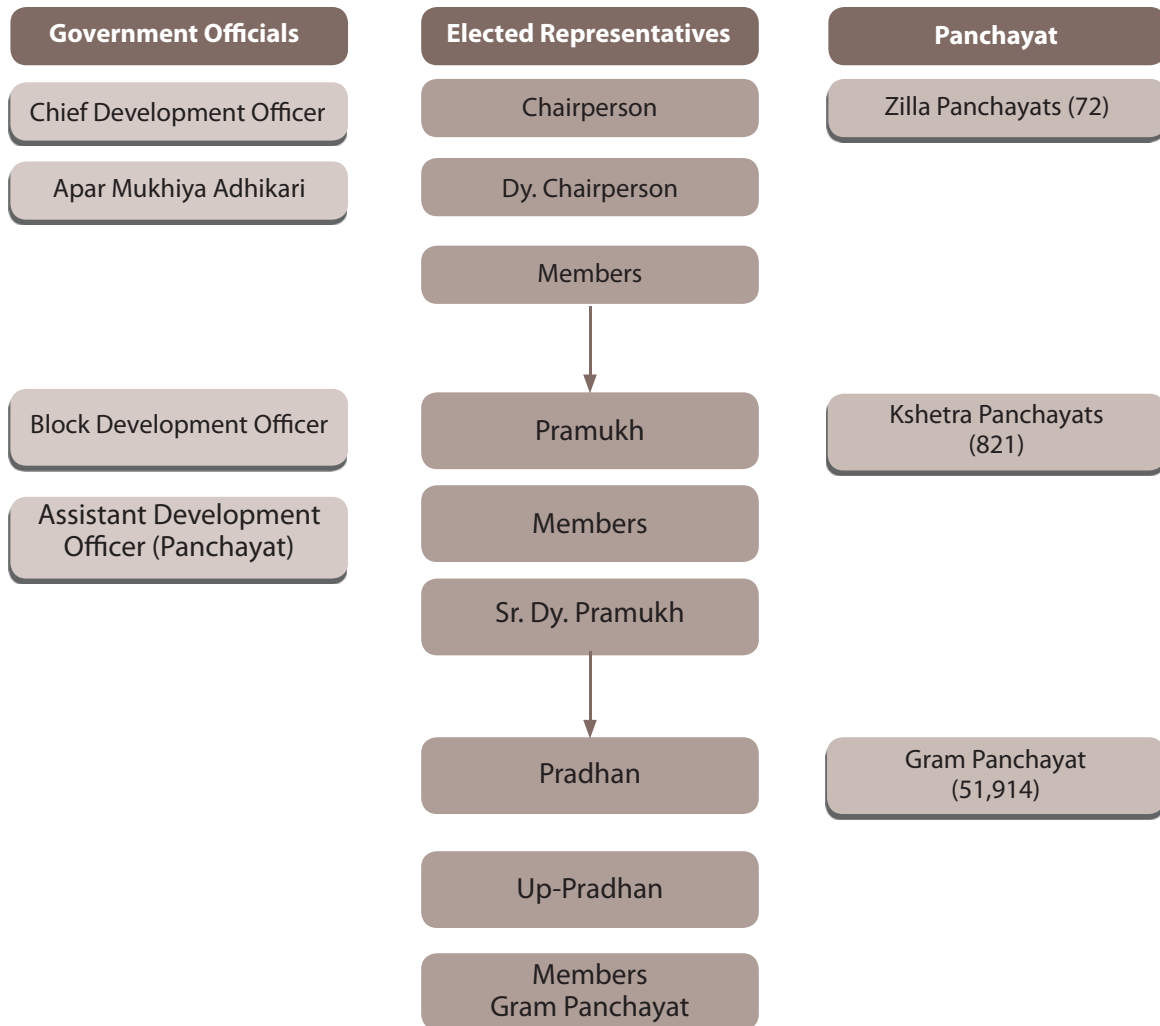 Government Officials
Elected Representatives
Panchayat
Chief Development Officer
Chairperson
Zilla Panchayats (72)
Apar Mukhiya Adhikari
Dy. Chairperson
Members
Block Development Officer
Pramukh
Kshetra Panchayats
(821)
Assistant Development
Officer (Panchayat)
Members
Sr. Dy. Pramukh
Pradhan
Gram Panchayat
(51,914)
Up-Pradhan
Members
Gram Panchayat